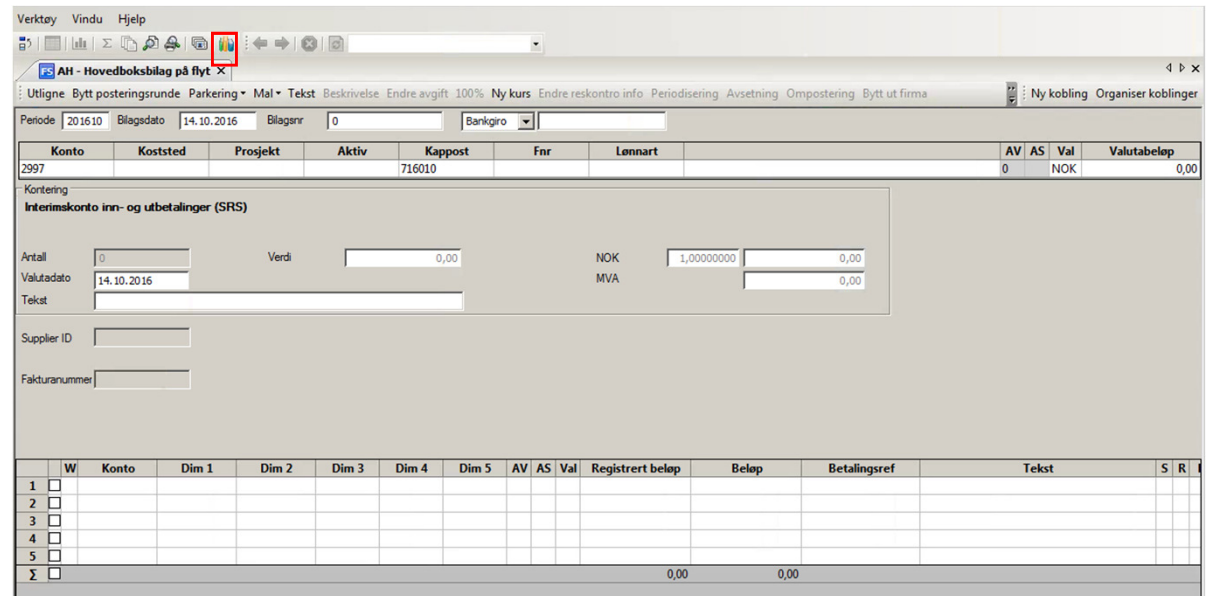 Verktøy Vindu Hjelp
FS AH - Hovedboksbilag på flyt
Utligne Bytt posteringsrunde Parkering Mal Tekst Beskrivelse Endre avgift 100% Ny kurs Endre reskontro info Periodisering Avsetning Ompostering Bytt ut firma Ny kobling Organiser koblinger
Periode 201610 Bilagsdato 14.10.2016 Bilagsnr 0 Bankgiro
Konto Koststed Prosjekt Aktiv Kappost Fnr Lønnart AV AS Val Valutabeløp
2997 716010 0 NOK 0,00
Kontering
Interimskonto inn- og utbetalinger (SRS)
Antall 0 Verdi 0,00 NOK 1,00000000 0,00
Valutadato 14.10.2016 MVA 0,00
Tekst
Supplier ID
Fakturanummer
W Konto Dim 1 Dim 2 Dim 3 Dim 4 Dim 5 AV AS Val Registrert beløp Beløp Betalingsref Tekst S R
1
2
3
4
5
Σ 0,00 0,00